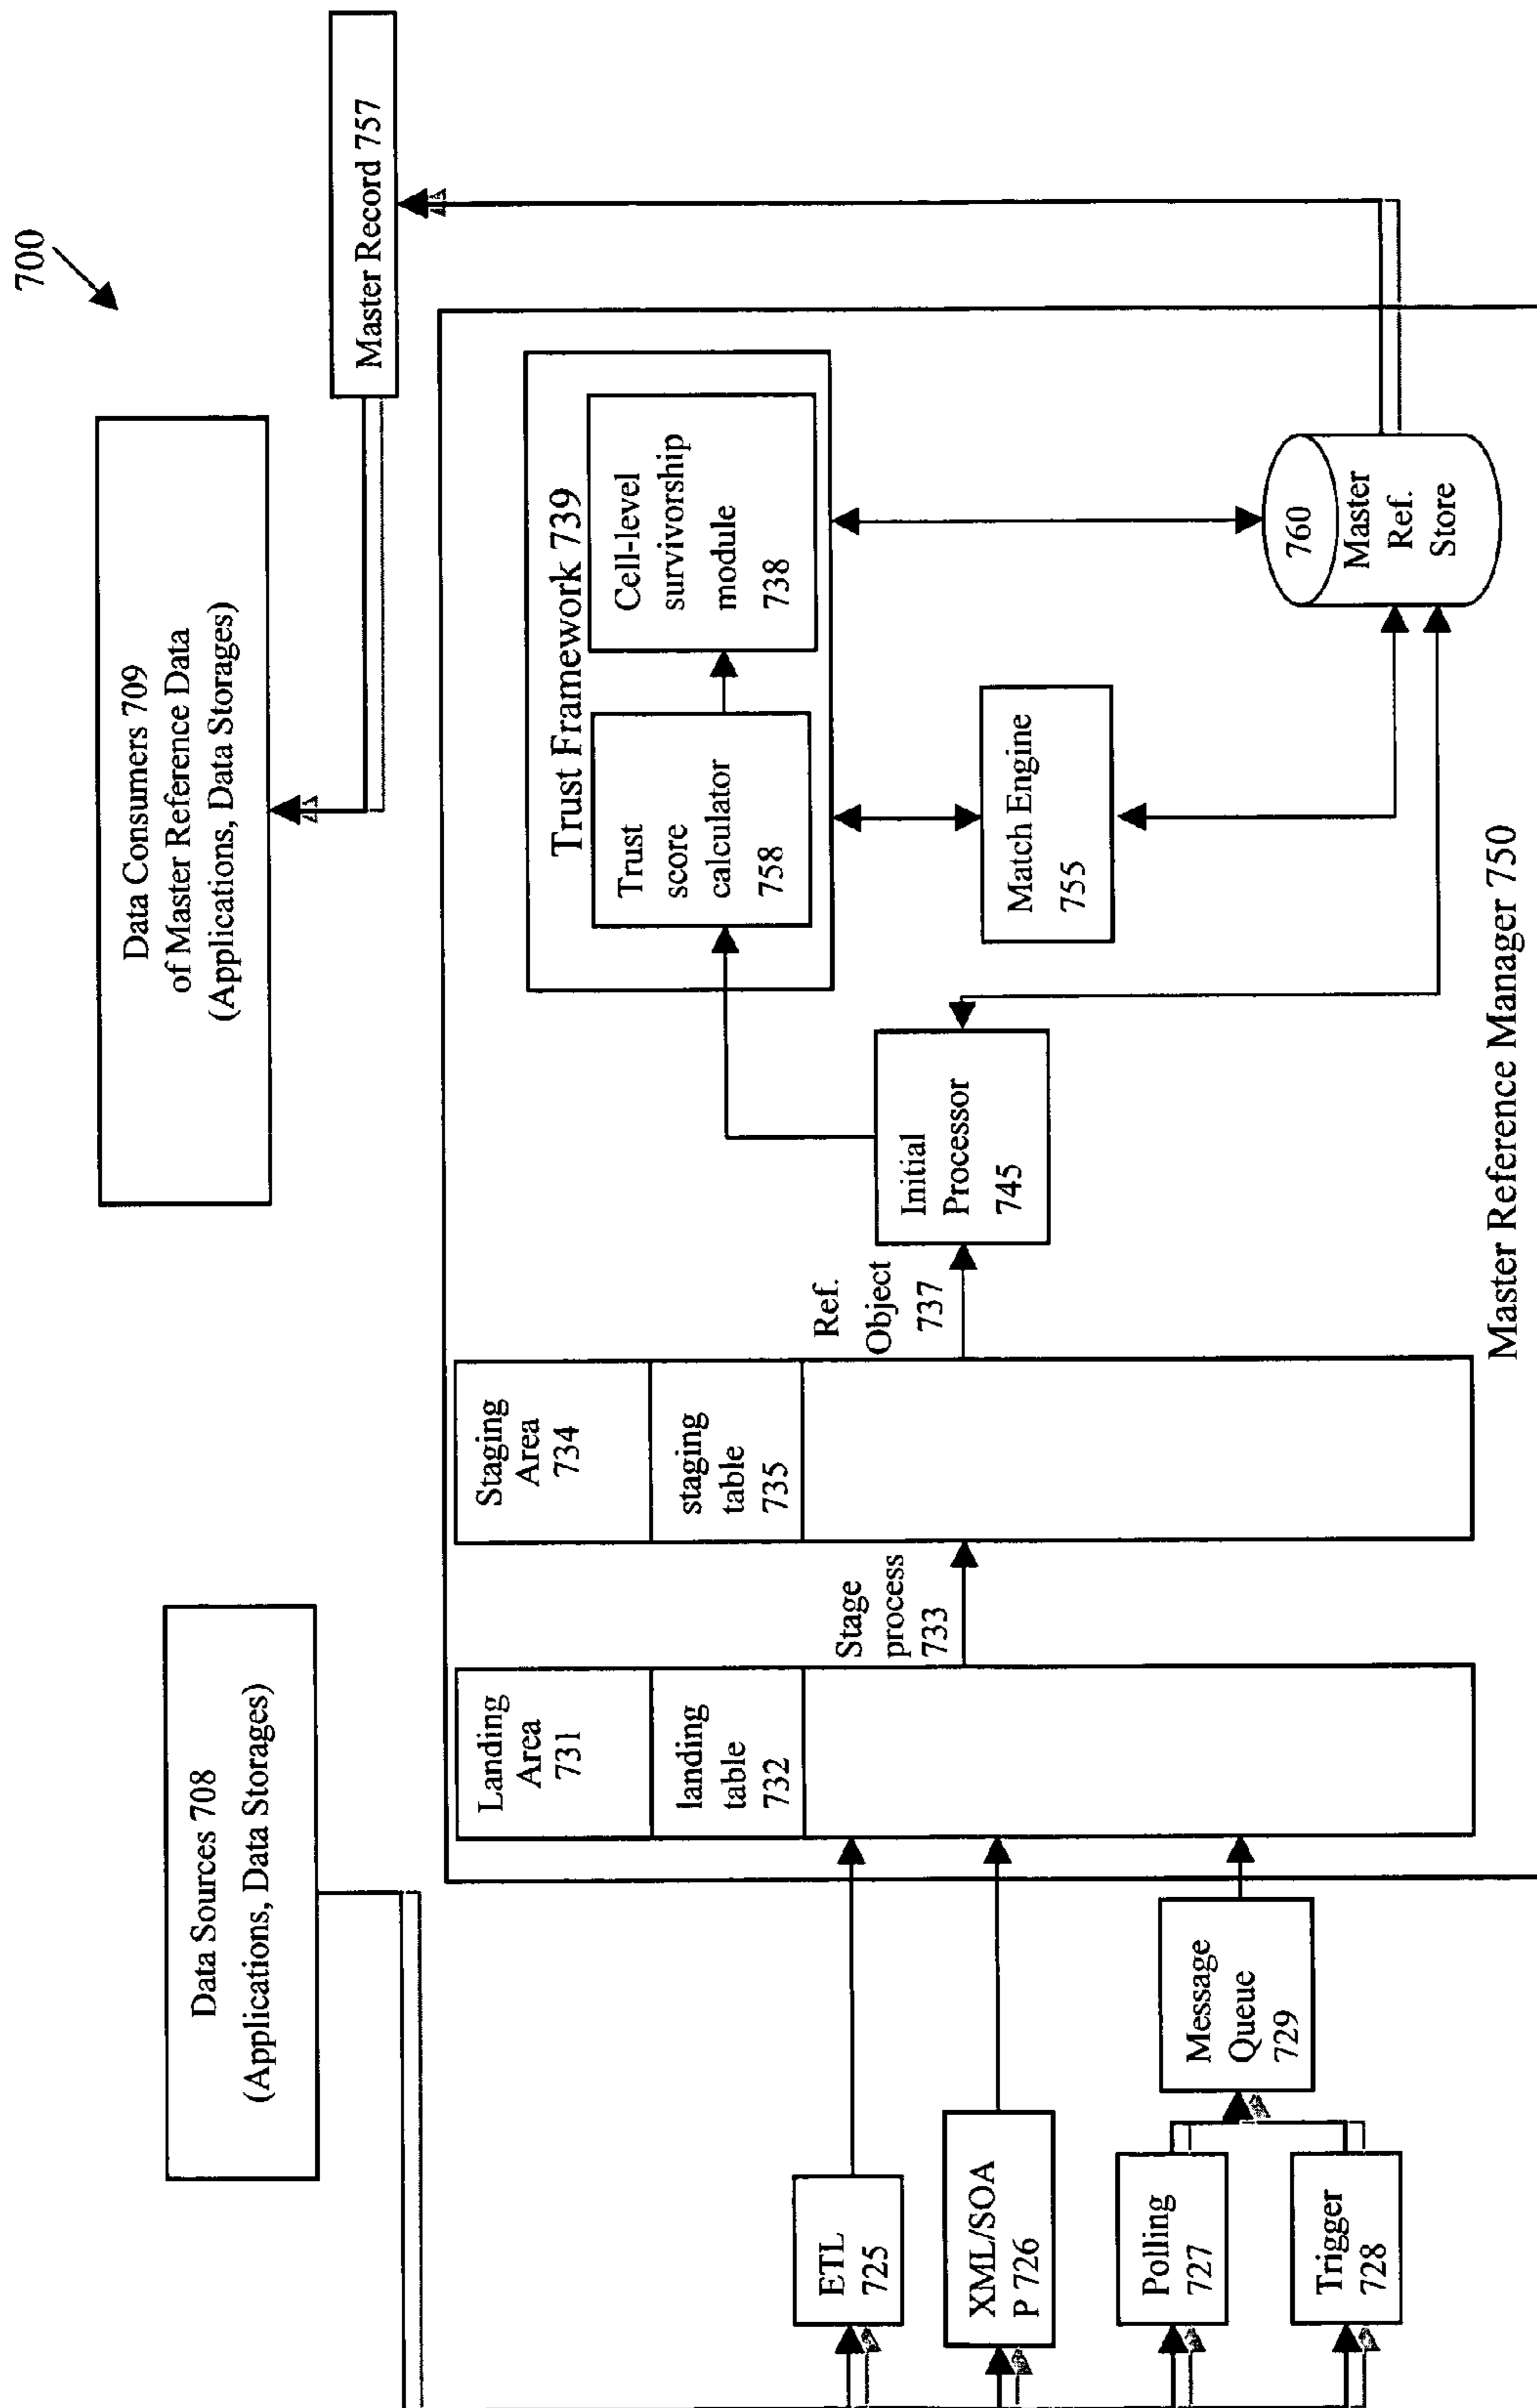 700
Data Sources 708
(Applications, Data Storages)
Data Consumers 709
of Master Reference Data
(Applications, Data Storages)
Master Record 757
ETL
725
XML/SOA
P 726
Polling
727
Trigger
728
Message
Queue
729
Landing
Area
731
landing
table
732
Stage
process
733
Staging
Area
734
staging
table
735
Ref.
Object
737
Initial
Processor
745
Trust Framework 739
Trust
score
calculator
758
Cell-level
survivorship
module
738
Match Engine
755
760
Master
Ref.
Store
Master Reference Manager 750